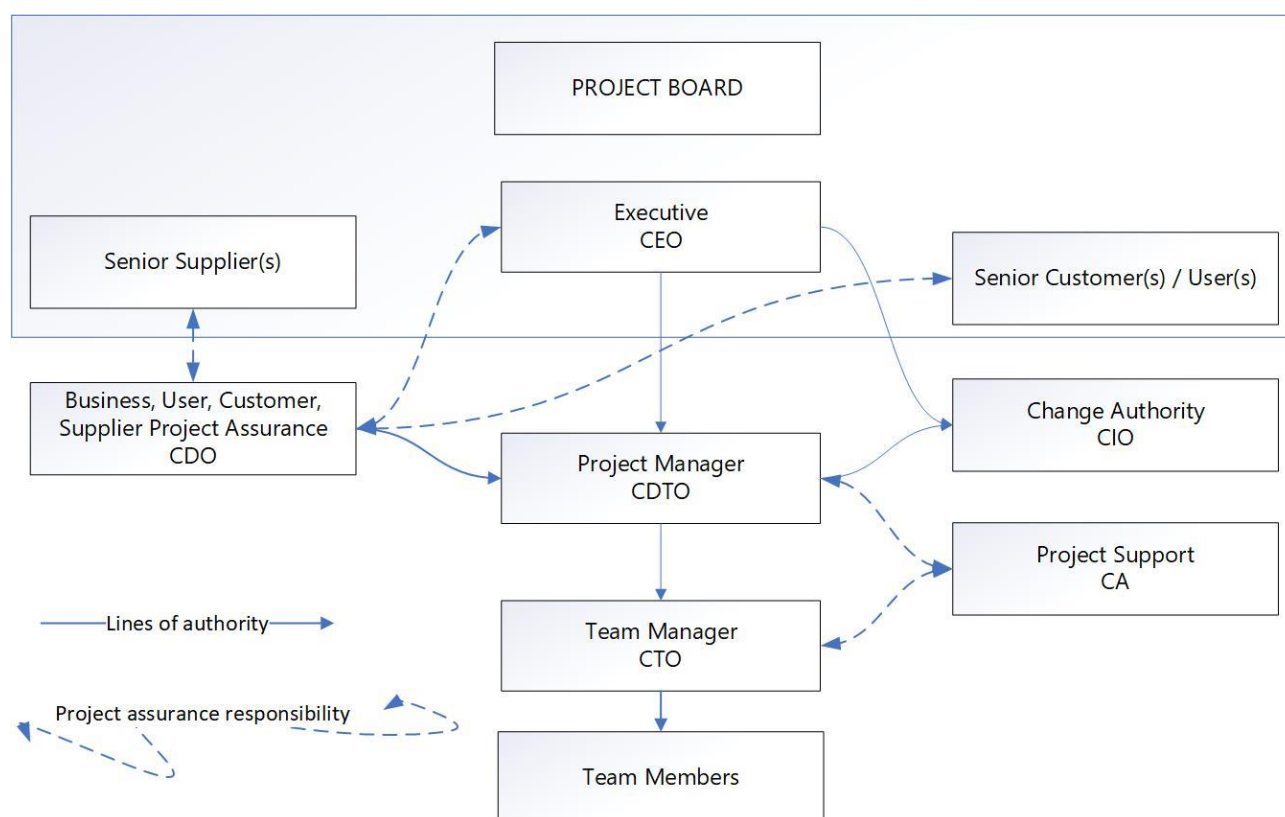 PROJECT BOARD
Executive
CEO
Senior Supplier(s)
Senior Customer(s) / User(s)
Business, User, Customer,
Supplier Project Assurance
CDO
Change Authority
CIO
Project Manager
CDTO
Project Support
CA
Lines of authority
Team Manager
CTO
Project assurance responsibility
Team Members